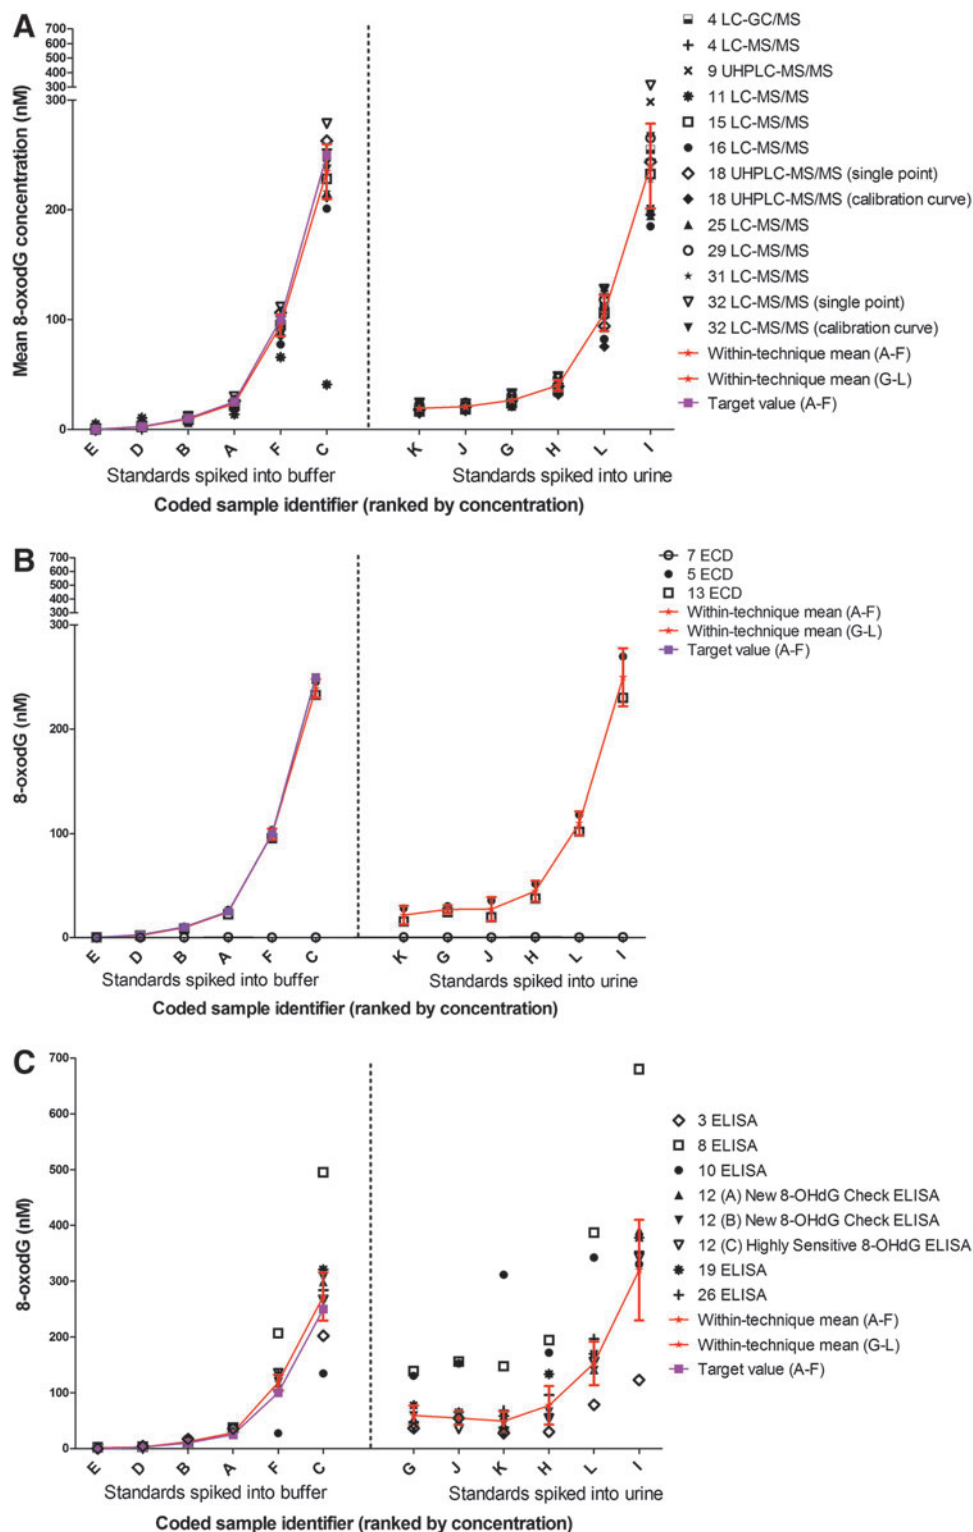 A
Mean 8-oxodG concentration (nM)
700
600
500
400
300
300
200
100
0
E D B A F C
K J G H L I
Standards spiked into buffer
Standards spiked into urine
Coded sample identifier (ranked by concentration)
4 LC-GC/MS
4 LC-MS/MS
9 UHPLC-MS/MS
11 LC-MS/MS
15 LC-MS/MS
16 LC-MS/MS
18 UHPLC-MS/MS (single point)
18 UHPLC-MS/MS (calibration curve)
25 LC-MS/MS
29 LC-MS/MS
31 LC-MS/MS
32 LC-MS/MS (single point)
32 LC-MS/MS (calibration curve)
Within-technique mean (A-F)
Within-technique mean (G-L)
Target value (A-F)
B
8-oxodG (nM)
700
600
500
400
300
300
200
100
0
E D B A F C
K G J H L I
Standards spiked into buffer
Standards spiked into urine
Coded sample identifier (ranked by concentration)
7 ECD
5 ECD
13 ECD
Within-technique mean (A-F)
Within-technique mean (G-L)
Target value (A-F)
C
8-oxodG (nM)
700
600
500
400
300
200
100
0
E D B A F C
G J K H L I
Standards spiked into buffer
Standards spiked into urine
Coded sample identifier (ranked by concentration)
3 ELISA
8 ELISA
10 ELISA
12 (A) New 8-OHdG Check ELISA
12 (B) New 8-OHdG Check ELISA
12 (C) Highly Sensitive 8-OHdG ELISA
19 ELISA
26 ELISA
Within-technique mean (A-F)
Within-technique mean (G-L)
Target value (A-F)